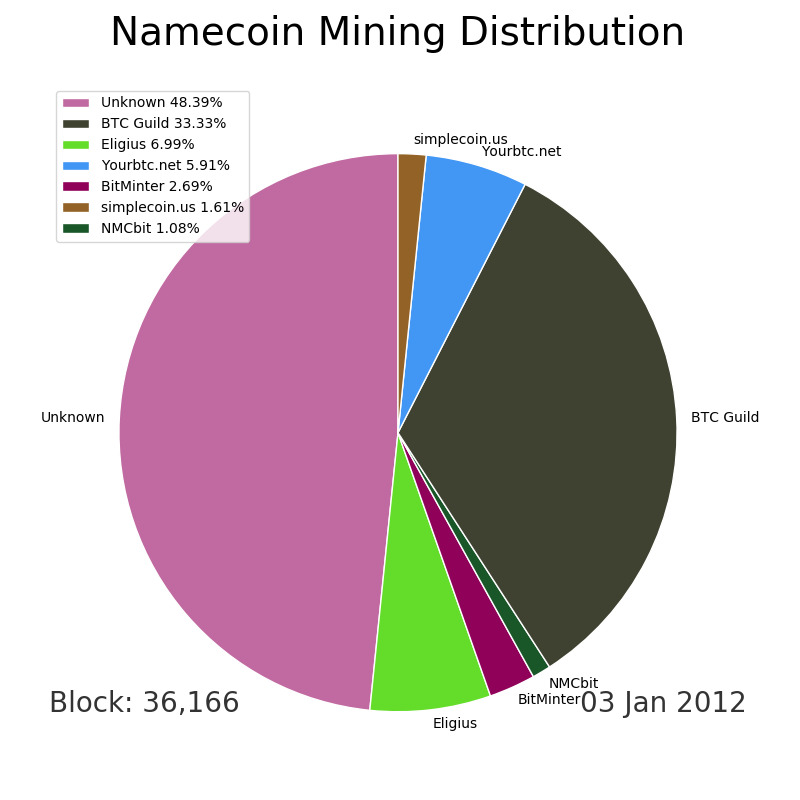 Namecoin Mining Distribution
Unknown 48.39%
BTC Guild 33.33%
Eligius 6.99%
Yourbtc.net 5.91%
BitMinter 2.69%
simplecoin.us 1.61%
NMCbit 1.08%
simplecoin.us
Yourbtc.net
Unknown
BTC Guild
NMCbit
BitMinter
Eligius
Block: 36,166
03 Jan 2012